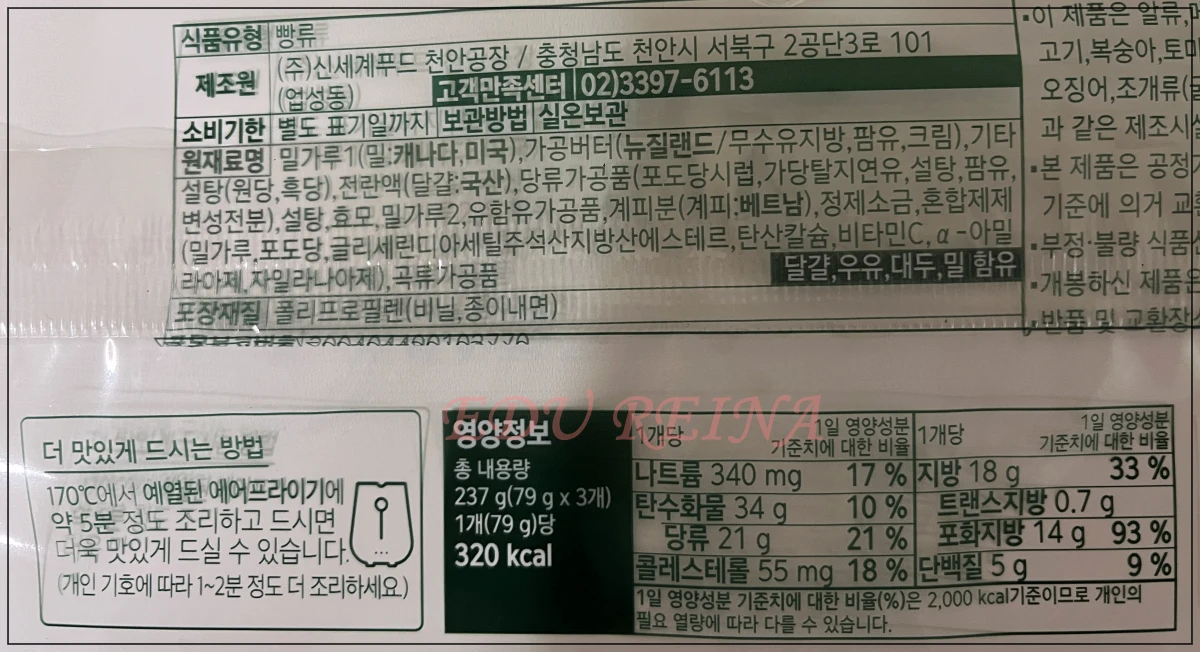 식품유형 빵류
제조원 (주)신세계푸드 천안공장 / 충청남도 천안시 서북구 2공단3로 101
(업성동) 고객만족센터 02)3397-6113
소비기한 별도 표기일까지 보관방법 실온보관
원재료명 밀가루1(밀:캐나다,미국),가공버터(뉴질랜드/무수유지방,팜유,크림),기타
설탕(원당,흑당),전란액(달걀:국산),당류가공품(포도당시럽,가당탈지연유,설탕,팜유,
변성전분),설탕,효모,밀가루2,유함유가공품,계피분(계피:베트남),정제소금,혼합제제
(밀가루,포도당,글리세린디아세틸주석산지방산에스테르,탄산칼슘,비타민C,α-아밀
라아제,자일라나아제),곡류가공품
달걀,우유,대두,밀 함유
포장재질 폴리프로필렌(비닐,종이내면)
▪이 제품은 알류,
고기,복숭아,토마
오징어,조개류(
과 같은 제조시
▪본 제품은 공정
기준에 의거 교환
▪부정·불량 식품
▪개봉하신 제품은
▪반품 및 교환장소
더 맛있게 드시는 방법
170℃에서 예열된 에어프라이기에
약 5분 정도 조리하고 드시면
더욱 맛있게 드실 수 있습니다.
(개인 기호에 따라 1~2분 정도 더 조리하세요.)
EDU REINA
영양정보
총 내용량
237 g(79 g x 3개)
1개(79 g)당
320 kcal
1개당 1일 영양성분
기준치에 대한 비율
나트륨 340 mg 17 %
탄수화물 34 g 10 %
당류 21 g 21 %
콜레스테롤 55 mg 18 %
1개당 1일 영양성분
기준치에 대한 비율
지방 18 g 33 %
트랜스지방 0.7 g
포화지방 14 g 93 %
단백질 5 g 9 %
1일 영양성분 기준치에 대한 비율(%)은 2,000 kcal기준이므로 개인의
필요 열량에 따라 다를 수 있습니다.